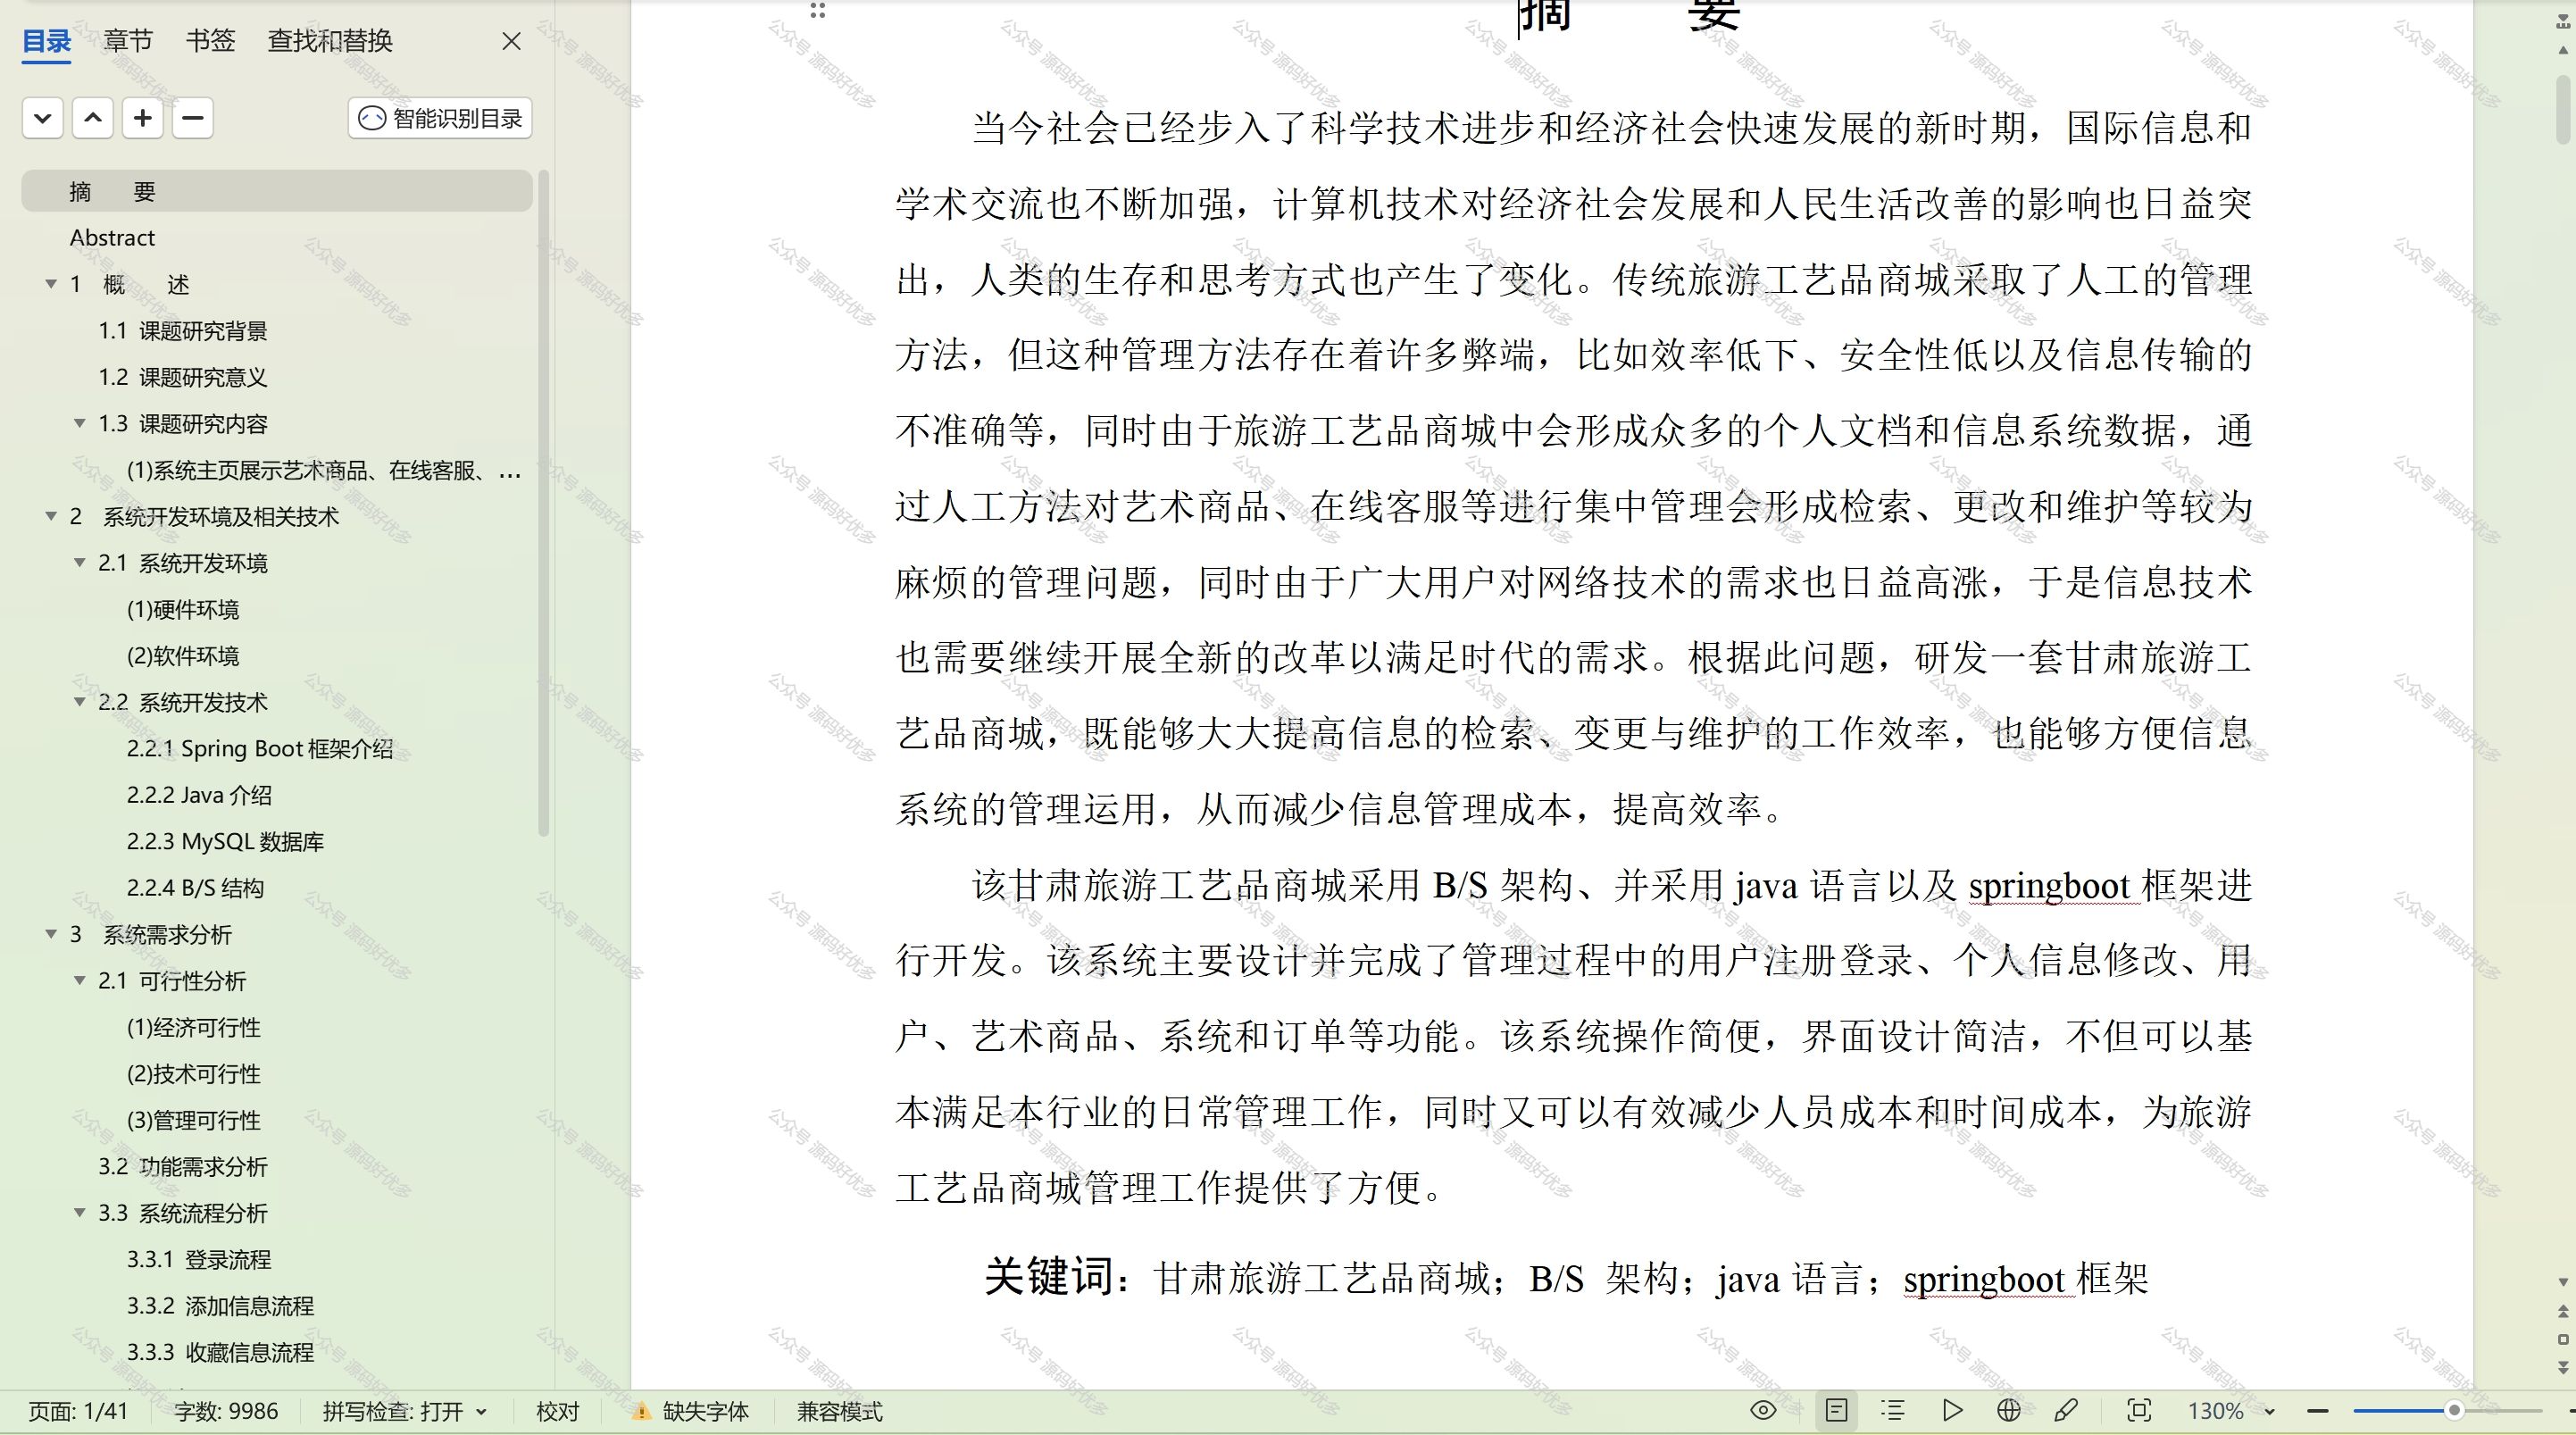 目录 章节 书签 查找和替换
智能识别目录
摘 要
Abstract
1 概 述
1.1 课题研究背景
1.2 课题研究意义
1.3 课题研究内容
(1)系统主页展示艺术商品、在线客服、...
2 系统开发环境及相关技术
2.1 系统开发环境
(1)硬件环境
(2)软件环境
2.2 系统开发技术
2.2.1 Spring Boot 框架介绍
2.2.2 Java 介绍
2.2.3 MySQL 数据库
2.2.4 B/S 结构
3 系统需求分析
2.1 可行性分析
(1)经济可行性
(2)技术可行性
(3)管理可行性
3.2 功能需求分析
3.3 系统流程分析
3.3.1 登录流程
3.3.2 添加信息流程
3.3.3 收藏信息流程
摘 要
当今社会已经步入了科学技术进步和经济社会快速发展的新时期，国际信息和
学术交流也不断加强，计算机技术对经济社会发展和人民生活改善的影响也日益突
出，人类的生存和思考方式也产生了变化。传统旅游工艺品商城采取了人工的管理
方法，但这种管理方法存在着许多弊端，比如效率低下、安全性低以及信息传输的
不准确等，同时由于旅游工艺品商城中会形成众多的个人文档和信息系统数据，通
过人工方法对艺术商品、在线客服等进行集中管理会形成检索、更改和维护等较为
麻烦的管理问题，同时由于广大用户对网络技术的需求也日益高涨，于是信息技术
也需要继续开展全新的改革以满足时代的需求。根据此问题，研发一套甘肃旅游工
艺品商城，既能够大大提高信息的检索、变更与维护的工作效率，也能够方便信息
系统的管理运用，从而减少信息管理成本，提高效率。
该甘肃旅游工艺品商城采用 B/S 架构、并采用 java 语言以及 springboot 框架进
行开发。该系统主要设计并完成了管理过程中的用户注册登录、个人信息修改、用
户、艺术商品、系统和订单等功能。该系统操作简便，界面设计简洁，不但可以基
本满足本行业的日常管理工作，同时又可以有效减少人员成本和时间成本，为旅游
工艺品商城管理工作提供了方便。
关键词：甘肃旅游工艺品商城；B/S 架构；java 语言；springboot 框架
页面: 1/41 字数: 9986 拼写检查: 打开 校对 缺失字体 兼容模式 130%
公众号 源码好优多